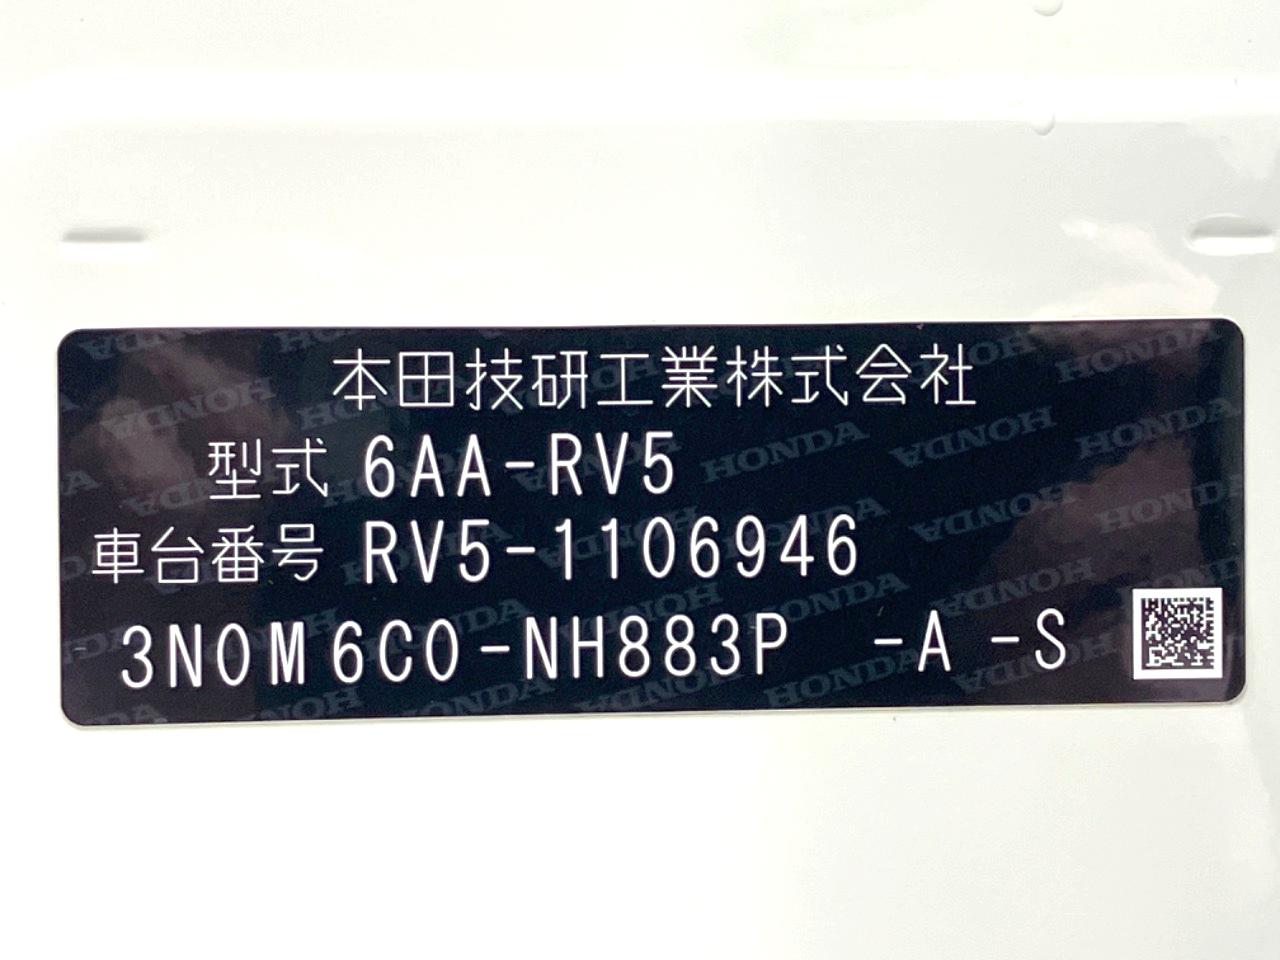 本田技研工業株式会社
型式 6AA-RV5
車台番号 RV5-1106946
3N0M6C0-NH883P -A -S